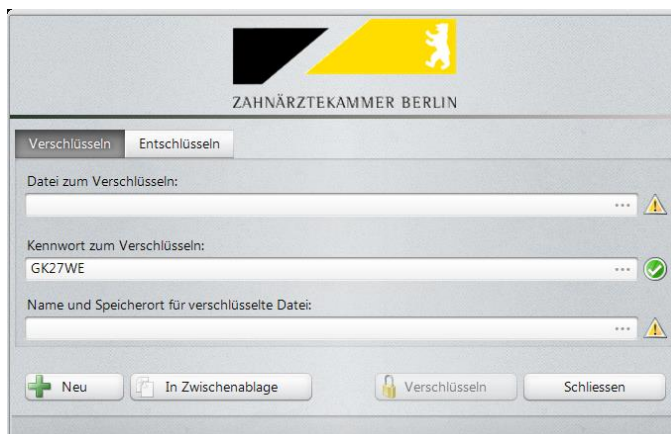 ZAHNÄRZTEKAMMER BERLIN
Verschlüsseln Entschlüsseln
Datei zum Verschlüsseln:
Kennwort zum Verschlüsseln:
GK27WE
Name und Speicherort für verschlüsselte Datei:
Neu In Zwischenablage Verschlüsseln Schliessen